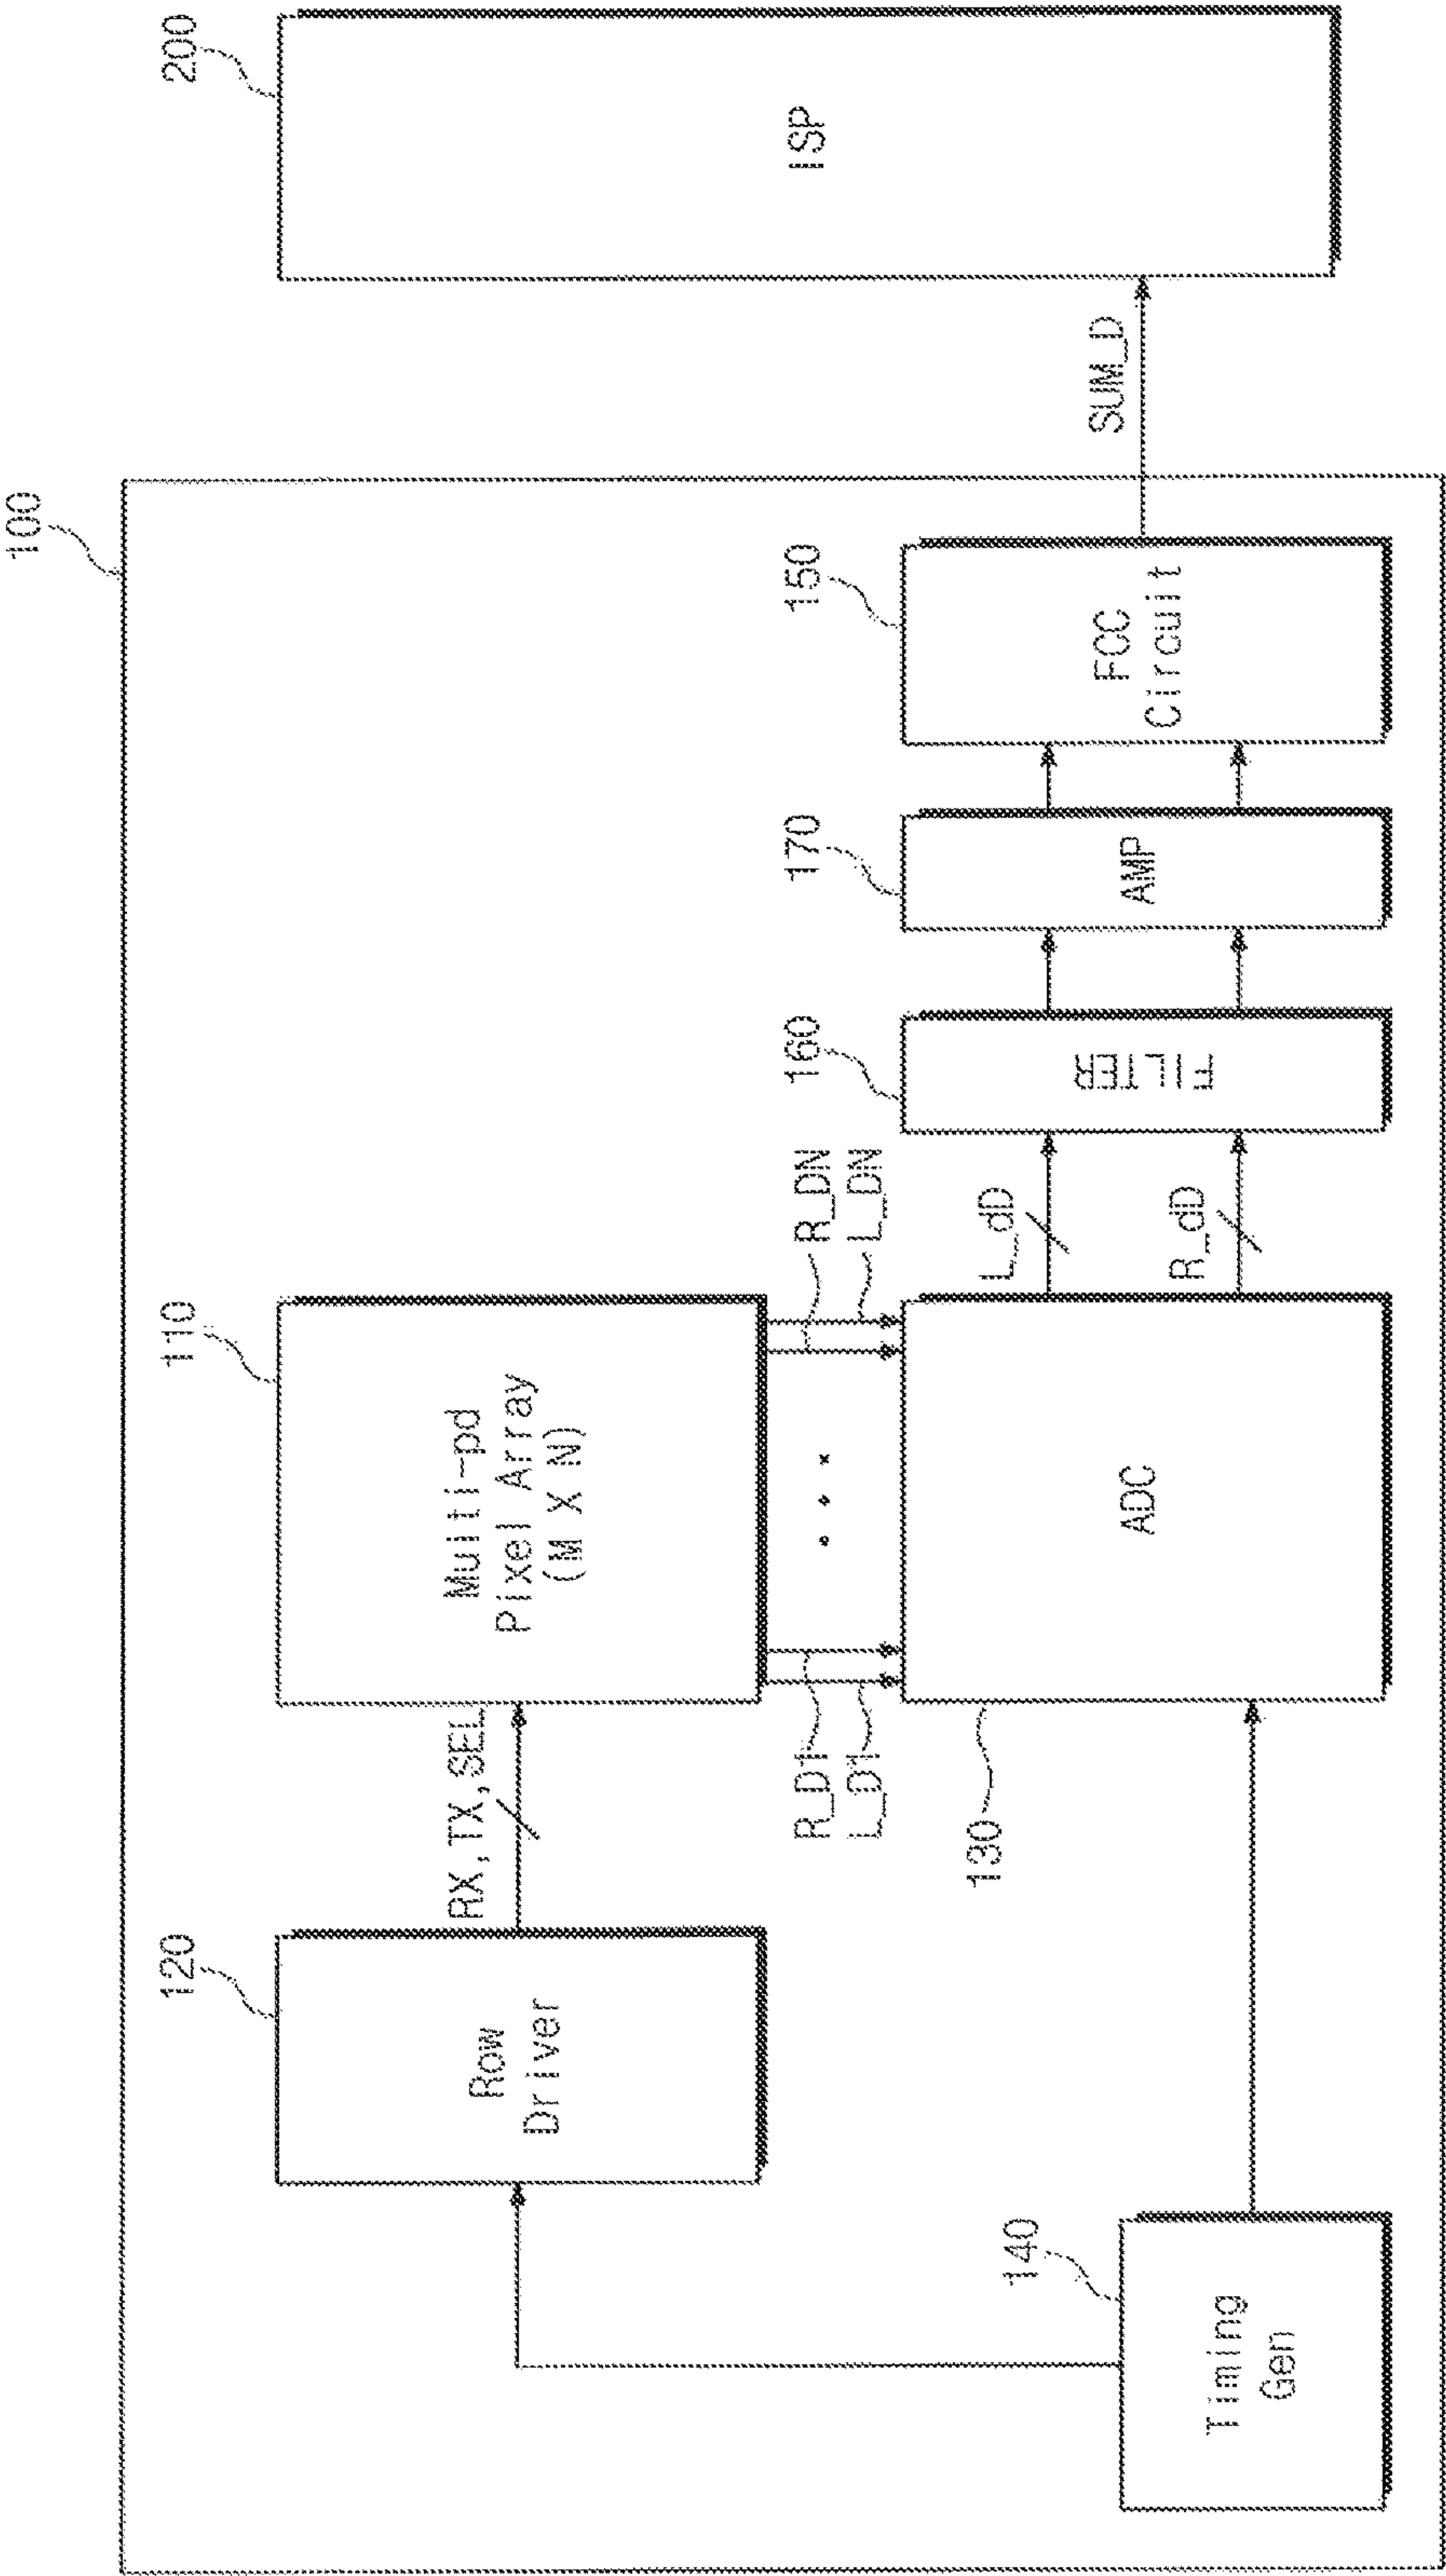 100
200
120
Row
Driver
RX,TX,SEL
110
Multi-pd
Pixel Array
(M X N)
R_D1
L_D1
R_DN
L_DN
130
ADC
140
Timing
Gen
L_dD
R_dD
160
FILTER
170
AMP
150
FCC
Circuit
SUM_D
ISP